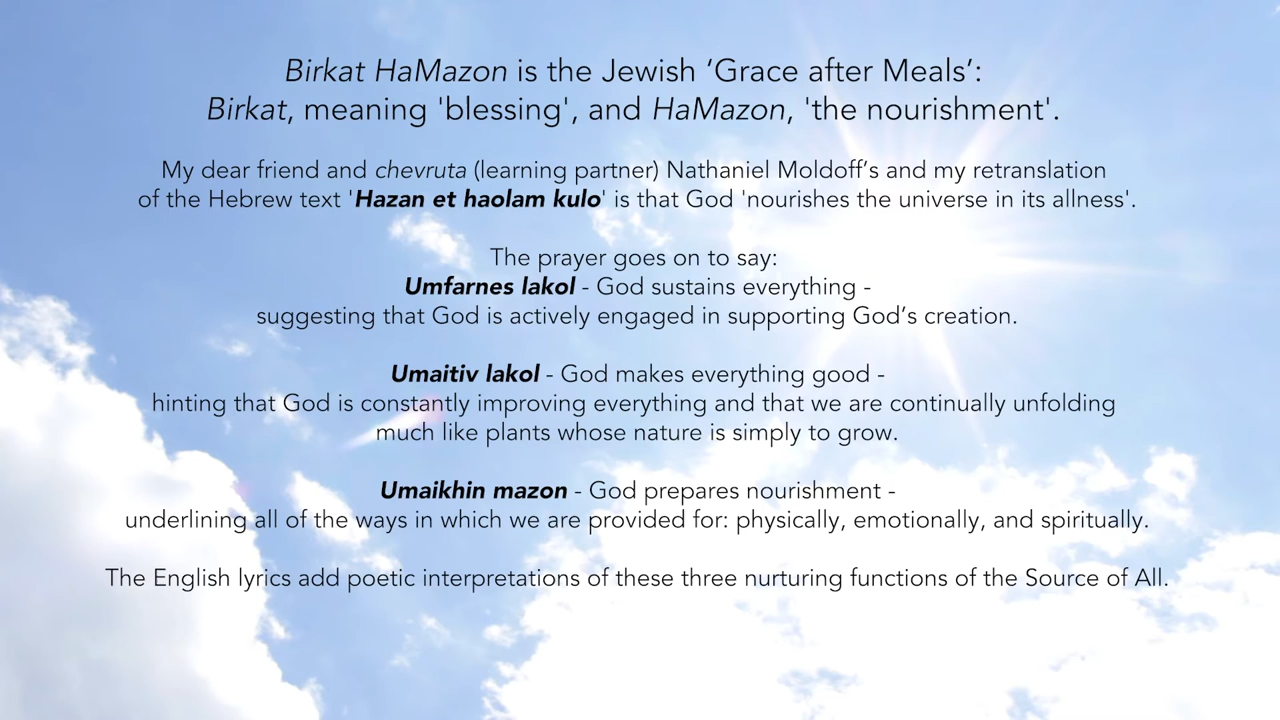 Birkat HaMazon is the Jewish ‘Grace after Meals’:
Birkat, meaning 'blessing', and HaMazon, 'the nourishment'.
My dear friend and chevruta (learning partner) Nathaniel Moldoff’s and my retranslation
of the Hebrew text 'Hazan et haolam kulo' is that God 'nourishes the universe in its allness'.
The prayer goes on to say:
Umfarnes lakol - God sustains everything -
suggesting that God is actively engaged in supporting God’s creation.
Umaitiv lakol - God makes everything good -
hinting that God is constantly improving everything and that we are continually unfolding
much like plants whose nature is simply to grow.
Umaikhin mazon - God prepares nourishment -
underlining all of the ways in which we are provided for: physically, emotionally, and spiritually.
The English lyrics add poetic interpretations of these three nurturing functions of the Source of All.